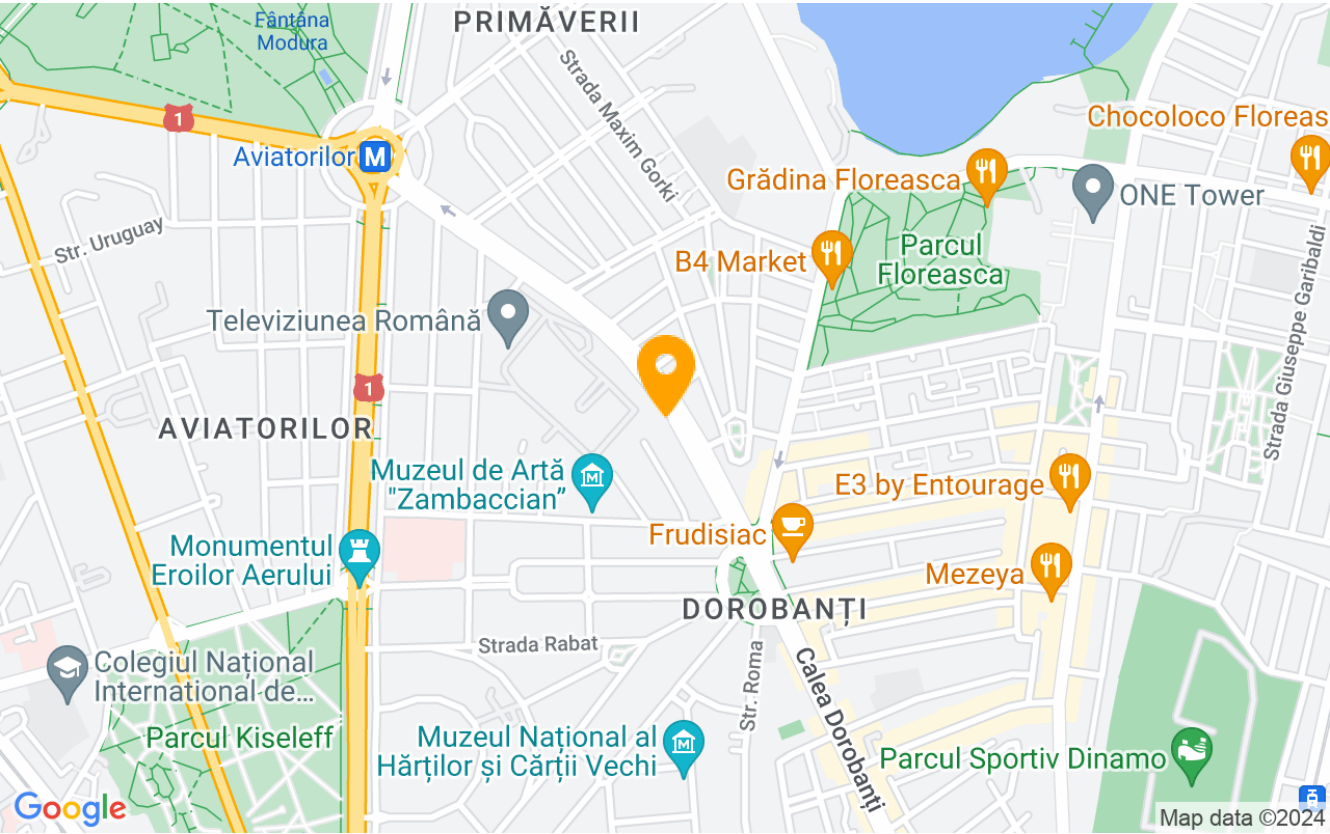 Fântâna
Modura
PRIMĂVERII
Strada Maxim Gorki
Chocoloco Floreas
1
Aviatorilor M
Grădina Floreasca
ONE Tower
Str. Uruguay
B4 Market
Parcul
Floreasca
Strada Giuseppe Garibaldi
Televiziunea Română
1
AVIATORILOR
Muzeul de Artă
"Zambaccian”
E3 by Entourage
Frudisiac
Monumentul
Eroilor Aerului
Mezeya
DOROBANȚI
Strada Rabat
Str. Roma
Calea Dorobanți
Colegiul Național
International de...
Parcul Kiseleff
Muzeul Național al
Hărților și Cărții Vechi
Parcul Sportiv Dinamo
Google
Map data ©2024